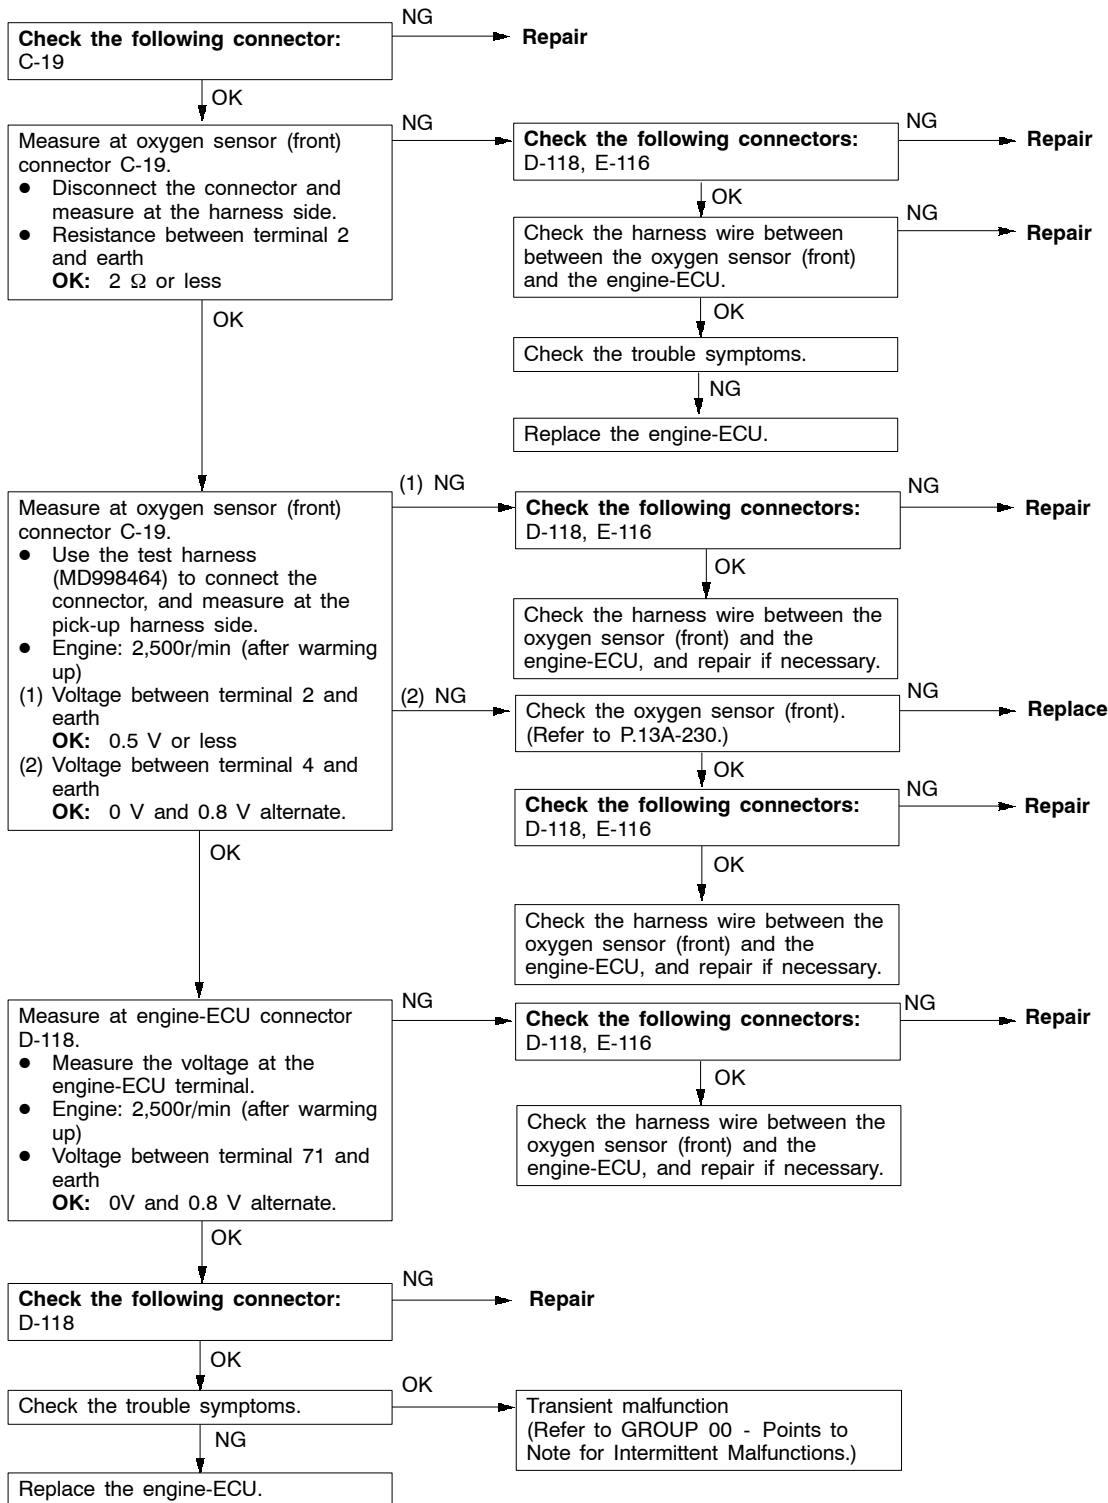 NG
Check the following connector:
C-19
Repair
OK
Measure at oxygen sensor (front)
connector C-19.
● Disconnect the connector and
measure at the harness side.
● Resistance between terminal 2
and earth
OK: 2 Ω or less
NG
Check the following connectors:
D-118, E-116
NG
Repair
OK
Check the harness wire between
between the oxygen sensor (front)
and the engine-ECU.
NG
Repair
OK
Check the trouble symptoms.
NG
Replace the engine-ECU.
OK
Measure at oxygen sensor (front)
connector C-19.
● Use the test harness
(MD998464) to connect the
connector, and measure at the
pick-up harness side.
● Engine: 2,500r/min (after warming
up)
(1) Voltage between terminal 2 and
earth
OK: 0.5 V or less
(2) Voltage between terminal 4 and
earth
OK: 0 V and 0.8 V alternate.
(1) NG
Check the following connectors:
D-118, E-116
NG
Repair
OK
Check the harness wire between the
oxygen sensor (front) and the
engine-ECU, and repair if necessary.
(2) NG
Check the oxygen sensor (front).
(Refer to P.13A-230.)
NG
Replace
OK
Check the following connectors:
D-118, E-116
NG
Repair
OK
Check the harness wire between the
oxygen sensor (front) and the
engine-ECU, and repair if necessary.
OK
Measure at engine-ECU connector
D-118.
● Measure the voltage at the
engine-ECU terminal.
● Engine: 2,500r/min (after warming
up)
● Voltage between terminal 71 and
earth
OK: 0V and 0.8 V alternate.
NG
Check the following connectors:
D-118, E-116
NG
Repair
OK
Check the harness wire between the
oxygen sensor (front) and the
engine-ECU, and repair if necessary.
OK
Check the following connector:
D-118
NG
Repair
OK
Check the trouble symptoms.
OK
Transient malfunction
(Refer to GROUP 00 - Points to
Note for Intermittent Malfunctions.)
NG
Replace the engine-ECU.